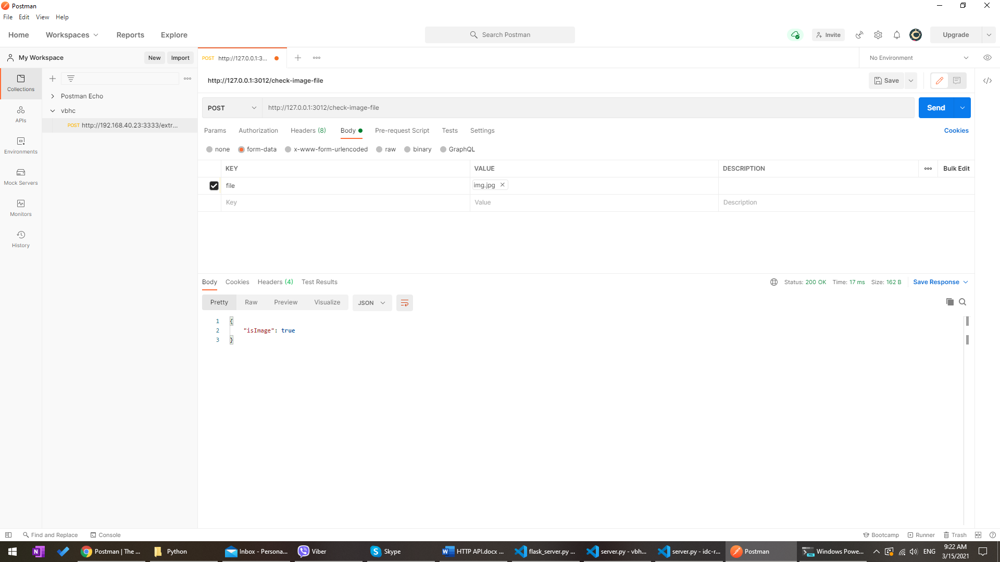 Postman
File Edit View Help
Home Workspaces Reports Explore Search Postman Invite Upgrade
My Workspace New Import POST http://127.0.0.1:3... No Environment
Collections
APIs
Environments
Mock Servers
Monitors
History
Postman Echo
vbhc
POST http://192.168.40.23:3333/extr...
http://127.0.0.1:3012/check-image-file Save
POST http://127.0.0.1:3012/check-image-file Send
Params Authorization Headers (8) Body Pre-request Script Tests Settings Cookies
none form-data x-www-form-urlencoded raw binary GraphQL
KEY VALUE DESCRIPTION Bulk Edit
file img.jpg
Key Value Description
Body Cookies Headers (4) Test Results Status: 200 OK Time: 17 ms Size: 162 B Save Response
Pretty Raw Preview Visualize JSON
1 {
2 "isImage": true
3 }
Find and Replace Console Bootcamp Runner Trash
Postman | The ... Python Inbox - Persona... Viber Skype HTTP API.docx ... flask_server.py ... server.py - vbh... server.py - idc-r... Postman Windows Powe... ENG 9:22 AM
3/15/2021